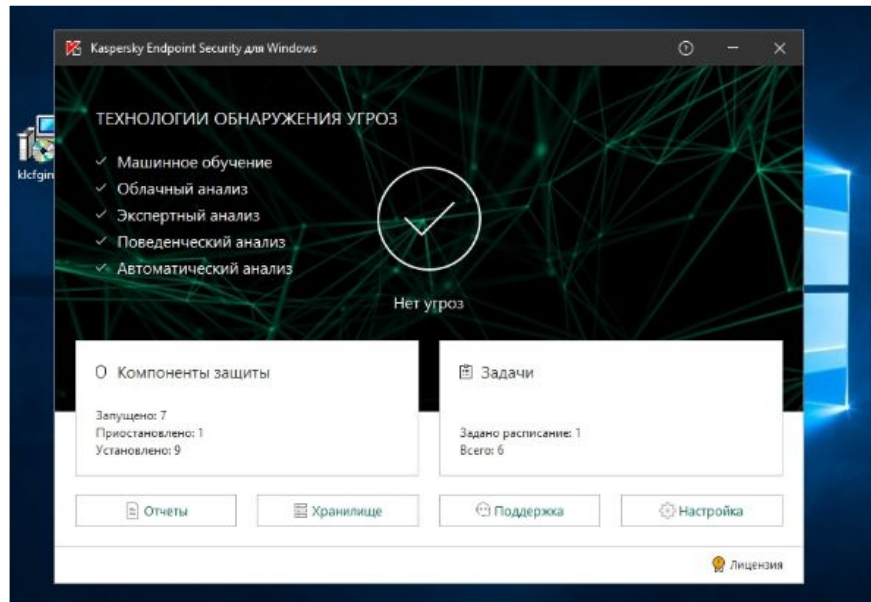 Kaspersky Endpoint Security для Windows
ТЕХНОЛОГИИ ОБНАРУЖЕНИЯ УГРОЗ
Машинное обучение
Облачный анализ
Экспертный анализ
Поведенческий анализ
Автоматический анализ
klcfgin
Нет угроз
Компоненты защиты
Запущено: 7
Приостановлено: 1
Установлено: 9
Задачи
Задано расписание: 1
Всего: 6
Отчеты
Хранилище
Поддержка
Настройка
Лицензия